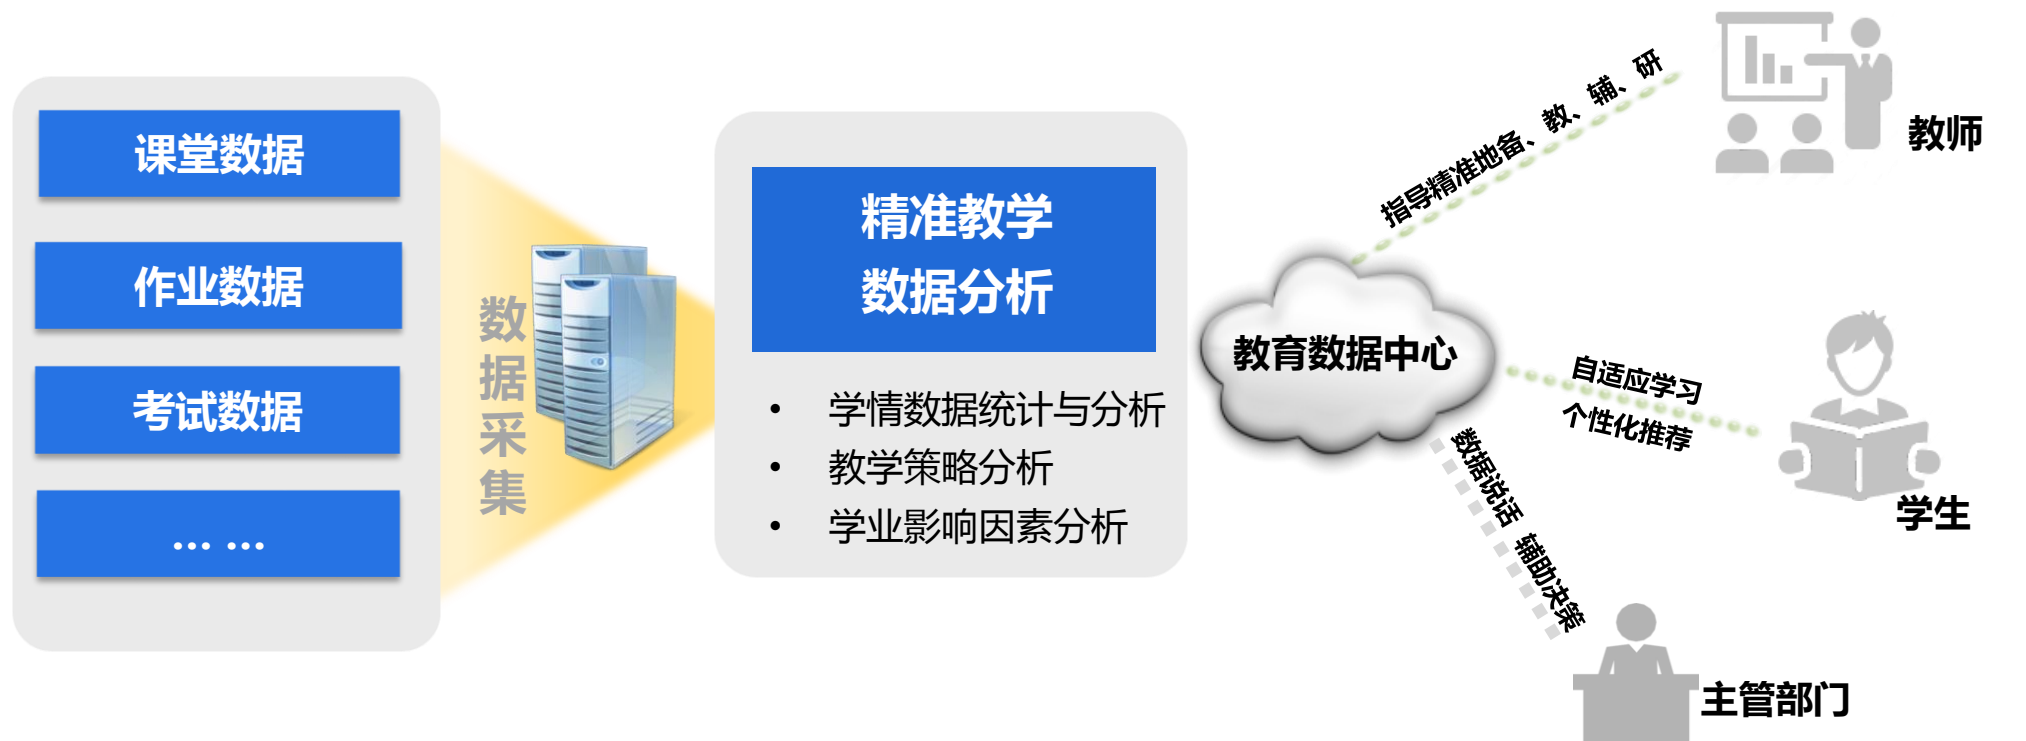 课堂数据
作业数据
考试数据
... ...
数据采集
精准教学
数据分析
• 学情数据统计与分析
• 教学策略分析
• 学业影响因素分析
教育数据中心
指导精准地备、教、辅、研
教师
自适应学习
个性化推荐
学生
数据说话 辅助决策
主管部门